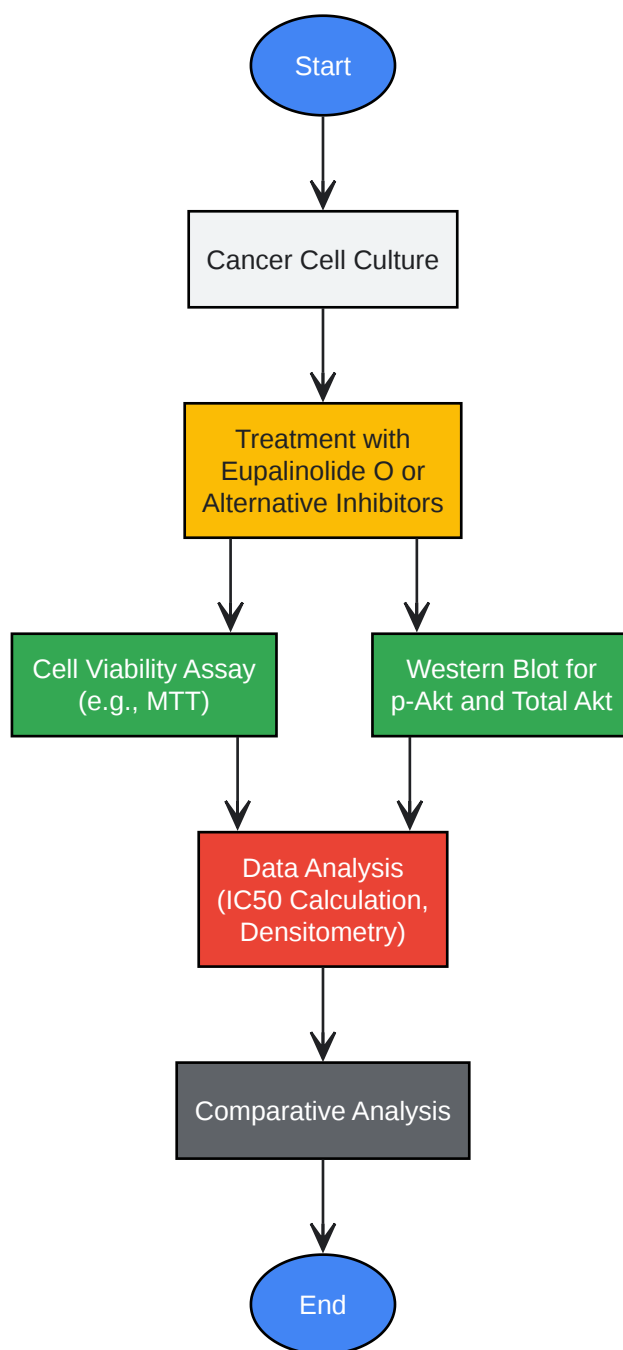 Start
Cancer Cell Culture
Treatment with
Eupalinolide O or
Alternative Inhibitors
Cell Viability Assay
(e.g., MTT)
Western Blot for
p-Akt and Total Akt
Data Analysis
(IC50 Calculation,
Densitometry)
Comparative Analysis
End